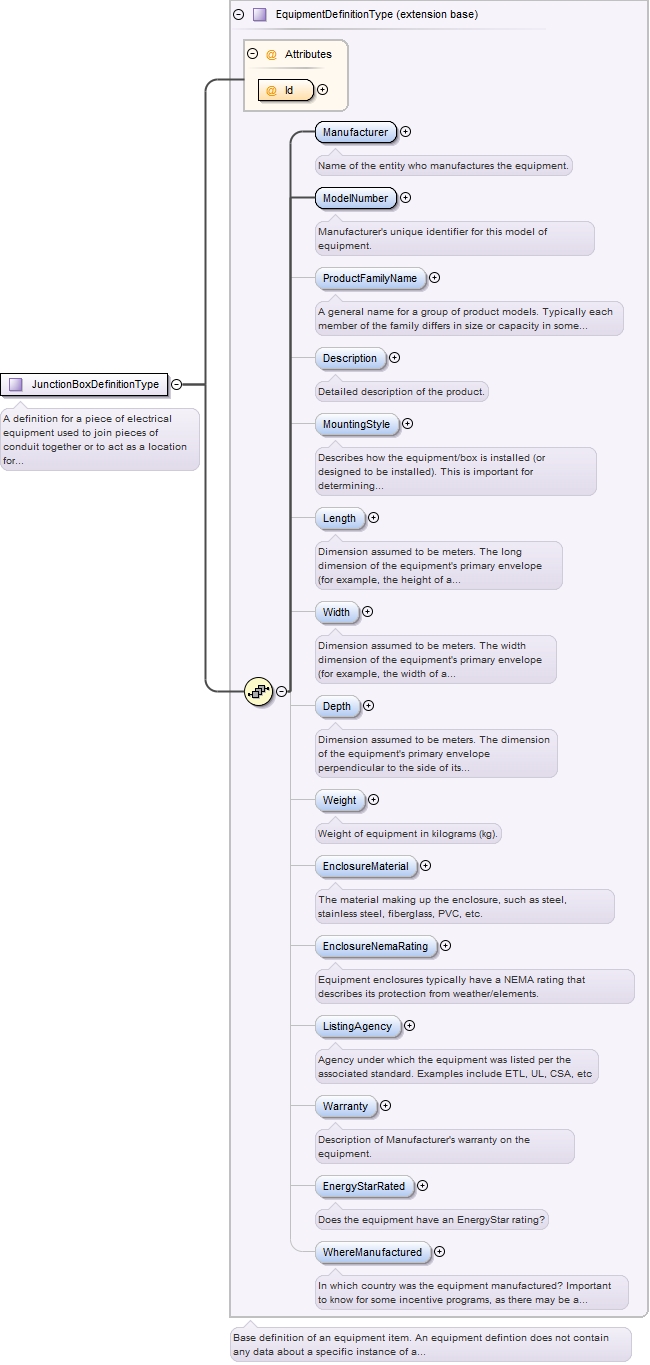 EquipmentDefinitionType (extension base)
@ Attributes
@ Id
Manufacturer
Name of the entity who manufactures the equipment.
ModelNumber
Manufacturer's unique identifier for this model of
equipment.
ProductFamilyName
A general name for a group of product models. Typically each
member of the family differs in size or capacity in some...
Description
Detailed description of the product.
JunctionBoxDefinitionType
A definition for a piece of electrical
equipment used to join pieces of
conduit together or to act as a location
for...
MountingStyle
Describes how the equipment/box is installed (or
designed to be installed). This is important for
determining...
Length
Dimension assumed to be meters. The long
dimension of the equipment's primary envelope
(for example, the height of a...
Width
Dimension assumed to be meters. The width
dimension of the equipment's primary envelope
(for example, the width of a...
Depth
Dimension assumed to be meters. The dimension
of the equipment's primary envelope
perpendicular to the side of its...
Weight
Weight of equipment in kilograms (kg).
EnclosureMaterial
The material making up the enclosure, such as steel,
stainless steel, fiberglass, PVC, etc.
EnclosureNemaRating
Equipment enclosures typically have a NEMA rating that
describes its protection from weather/elements.
ListingAgency
Agency under which the equipment was listed per the
associated standard. Examples include ETL, UL, CSA, etc
Warranty
Description of Manufacturer's warranty on the
equipment.
EnergyStarRated
Does the equipment have an EnergyStar rating?
WhereManufactured
In which country was the equipment manufactured? Important
to know for some incentive programs, as there may be a...
Base definition of an equipment item. An equipment defintion does not contain
any data about a specific instance of a...